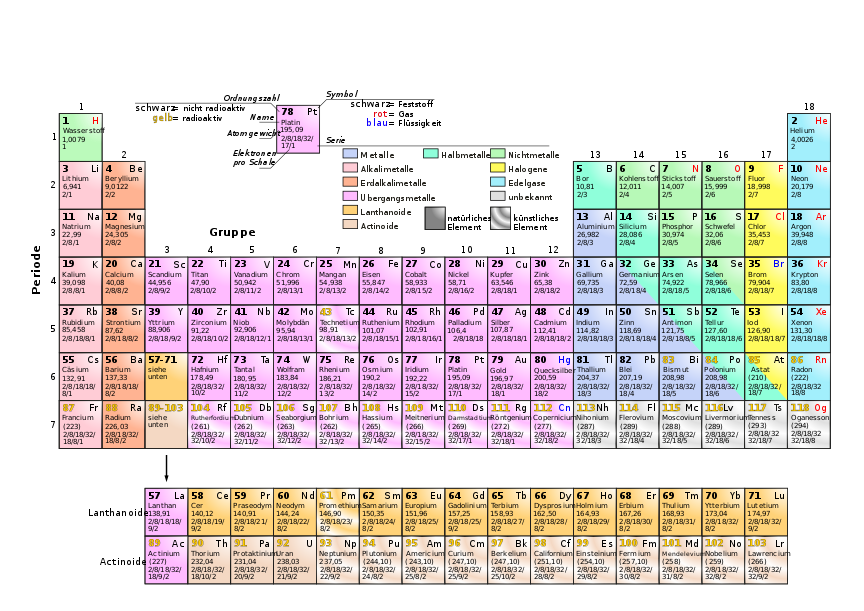 Ordnungszahl
schwarz= nicht radioaktiv
gelb= radioaktiv
Name
Atomgewicht
Elektronen
pro Schale
78 Pt
Platin
195,09
2/8/18/32/
17/1
Symbol
schwarz= Feststoff
rot= Gas
blau= Flüssigkeit
Serie
Metalle
Alkalimetalle
Erdalkalimetalle
Übergangsmetalle
Lanthanoide
Actinoide
Halbmetalle
Nichtmetalle
Halogene
Edelgase
unbekannt
natürliches
Element
künstliches
Element
Gruppe
Periode
1 2 3 4 5 6 7 8 9 10 11 12 13 14 15 16 17 18
1
1 H
Wasserstoff
1,0079
1
2 He
Helium
4,0026
2
2
3 Li
Lithium
6,941
2/1
4 Be
Beryllium
9,0122
2/2
5 B
Bor
10,81
2/3
6 C
Kohlenstoff
12,011
2/4
7 N
Stickstoff
14,007
2/5
8 O
Sauerstoff
15,999
2/6
9 F
Fluor
18,998
2/7
10 Ne
Neon
20,179
2/8
3
11 Na
Natrium
22,99
2/8/1
12 Mg
Magnesium
24,305
2/8/2
13 Al
Aluminium
26,982
2/8/3
14 Si
Silicium
28,086
2/8/4
15 P
Phosphor
30,974
2/8/5
16 S
Schwefel
32,06
2/8/6
17 Cl
Chlor
35,453
2/8/7
18 Ar
Argon
39,948
2/8/8
4
19 K
Kalium
39,098
2/8/8/1
20 Ca
Calcium
40,08
2/8/8/2
21 Sc
Scandium
44,956
2/8/9/2
22 Ti
Titan
47,90
2/8/10/2
23 V
Vanadium
50,942
2/8/11/2
24 Cr
Chrom
51,996
2/8/13/1
25 Mn
Mangan
54,938
2/8/13/2
26 Fe
Eisen
55,847
2/8/14/2
27 Co
Cobalt
58,933
2/8/15/2
28 Ni
Nickel
58,71
2/8/16/2
29 Cu
Kupfer
63,546
2/8/18/1
30 Zn
Zink
65,38
2/8/18/2
31 Ga
Gallium
69,735
2/8/18/3
32 Ge
Germanium
72,59
2/8/18/4
33 As
Arsen
74,922
2/8/18/5
34 Se
Selen
78,966
2/8/18/6
35 Br
Brom
79,904
2/8/18/7
36 Kr
Krypton
83,80
2/8/18/8
5
37 Rb
Rubidium
85,458
2/8/18/8/1
38 Sr
Strontium
87,62
2/8/18/8/2
39 Y
Yttrium
88,906
2/8/18/9/2
40 Zr
Zirconium
91,22
2/8/18/10/2
41 Nb
Niob
92,906
2/8/18/12/1
42 Mo
Molybdän
95,94
2/8/18/13/1
43 Tc
Technetium
98,91
2/8/18/13/2
44 Ru
Ruthenium
101,07
2/8/18/15/1
45 Rh
Rhodium
102,91
2/8/18/16/1
46 Pd
Palladium
106,4
2/8/18/18
47 Ag
Silber
107,87
2/8/18/18/1
48 Cd
Cadmium
112,41
2/8/18/18/2
49 In
Indium
114,82
2/8/18/18/3
50 Sn
Zinn
118,69
2/8/18/18/4
51 Sb
Antimon
121,75
2/8/18/18/5
52 Te
Tellur
127,60
2/8/18/18/6
53 I
Iod
126,90
2/8/18/18/7
54 Xe
Xenon
131,30
2/8/18/18/8
6
55 Cs
Cäsium
132,91
2/8/18/18/
8/1
56 Ba
Barium
137,33
2/8/18/18/
8/2
57-71
siehe
unten
72 Hf
Hafnium
178,49
2/8/18/32/
10/2
73 Ta
Tantal
180,95
2/8/18/32/
11/2
74 W
Wolfram
183,84
2/8/18/32/
12/2
75 Re
Rhenium
186,21
2/8/18/32/
13/2
76 Os
Osmium
190,2
2/8/18/32/
14/2
77 Ir
Iridium
192,22
2/8/18/32/
15/2
78 Pt
Platin
195,09
2/8/18/32/
17/1
79 Au
Gold
196,97
2/8/18/32/
18/1
80 Hg
Quecksilber
200,59
2/8/18/32/
18/2
81 Tl
Thallium
204,37
2/8/18/32/
18/3
82 Pb
Blei
207,19
2/8/18/32/
18/4
83 Bi
Bismut
208,98
2/8/18/32/
18/5
84 Po
Polonium
208,98
2/8/18/32/
18/6
85 At
Astat
(210)
2/8/18/32/
18/7
86 Rn
Radon
(222)
2/8/18/32/
18/8
7
87 Fr
Francium
(223)
2/8/18/32/
18/8/1
88 Ra
Radium
226,03
2/8/18/32/
18/8/2
89-103
siehe
unten
104 Rf
Rutherfordium
(261)
2/8/18/32/
32/10/2
105 Db
Dubnium
(262)
2/8/18/32/
32/11/2
106 Sg
Seaborgium
(263)
2/8/18/32/
32/12/2
107 Bh
Bohrium
(262)
2/8/18/32/
32/13/2
108 Hs
Hassium
(265)
2/8/18/32/
32/14/2
109 Mt
Meitnerium
(266)
2/8/18/32/
32/15/2
110 Ds
Darmstadtium
(269)
2/8/18/32/
32/17/1
111 Rg
Röntgenium
(272)
2/8/18/32/
32/18/1
112 Cn
Copernicium
(277)
2/8/18/32/
32/18/2
113 Nh
Nihonium
(287)
2/8/18/32/
32/18/3
114 Fl
Flerovium
(289)
2/8/18/32/
32/18/4
115 Mc
Moscovium
(288)
2/8/18/32/
32/18/5
116 Lv
Livermorium
(289)
2/8/18/32/
32/18/6
117 Ts
Tenness
(293)
2/8/18/32/
32/18/7
118 Og
Oganesson
(294)
2/8/18/32/
32/18/8
Lanthanoide
57 La
Lanthan
138,91
2/8/18/18/
9/2
58 Ce
Cer
140,12
2/8/18/19/
9/2
59 Pr
Praseodym
140,91
2/8/18/21/
8/2
60 Nd
Neodym
144,24
2/8/18/22/
8/2
61 Pm
Promethium
146,90
2/8/18/23/
8/2
62 Sm
Samarium
150,35
2/8/18/24/
8/2
63 Eu
Europium
151,96
2/8/18/25/
8/2
64 Gd
Gadolinium
157,25
2/8/18/25/
9/2
65 Tb
Terbium
158,93
2/8/18/27/
8/2
66 Dy
Dysprosium
162,50
2/8/18/28/
8/2
67 Ho
Holmium
164,93
2/8/18/29/
8/2
68 Er
Erbium
167,26
2/8/18/30/
8/2
69 Tm
Thulium
168,93
2/8/18/31/
8/2
70 Yb
Ytterbium
173,04
2/8/18/32/
8/2
71 Lu
Lutetium
174,97
2/8/18/32/
9/2
Actinoide
89 Ac
Actinium
(227)
2/8/18/32/
18/9/2
90 Th
Thorium
232,04
2/8/18/32/
18/10/2
91 Pa
Protaktinium
231,04
2/8/18/32/
20/9/2
92 U
Uran
238,03
2/8/18/32/
21/9/2
93 Np
Neptunium
237,05
2/8/18/32/
22/9/2
94 Pu
Plutonium
(244,10)
2/8/18/32/
24/8/2
95 Am
Americium
(243,10)
2/8/18/32/
25/8/2
96 Cm
Curium
(247,10)
2/8/18/32/
25/9/2
97 Bk
Berkelium
(247,10)
2/8/18/32/
25/10/2
98 Cf
Californium
(251,10)
2/8/18/32/
28/8/2
99 Es
Einsteinium
(254,10)
2/8/18/32/
29/8/2
100 Fm
Fermium
(257,10)
2/8/18/32/
30/8/2
101 Md
Mendelevium
(258)
2/8/18/32/
31/8/2
102 No
Nobelium
(259)
2/8/18/32/
32/8/2
103 Lr
Lawrencium
(266)
2/8/18/32/
32/9/2